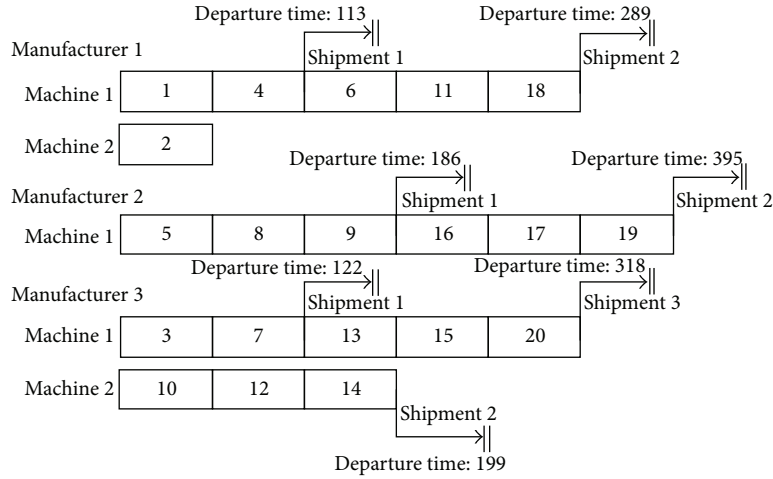 Departure time: 113
Departure time: 289
Manufacturer 1
Shipment 1
Shipment 2
Machine 1
1
4
6
11
18
Machine 2
2
Departure time: 186
Departure time: 395
Manufacturer 2
Shipment 1
Shipment 2
Machine 1
5
8
9
16
17
19
Departure time: 122
Departure time: 318
Manufacturer 3
Shipment 1
Shipment 3
Machine 1
3
7
13
15
20
Machine 2
10
12
14
Shipment 2
Departure time: 199